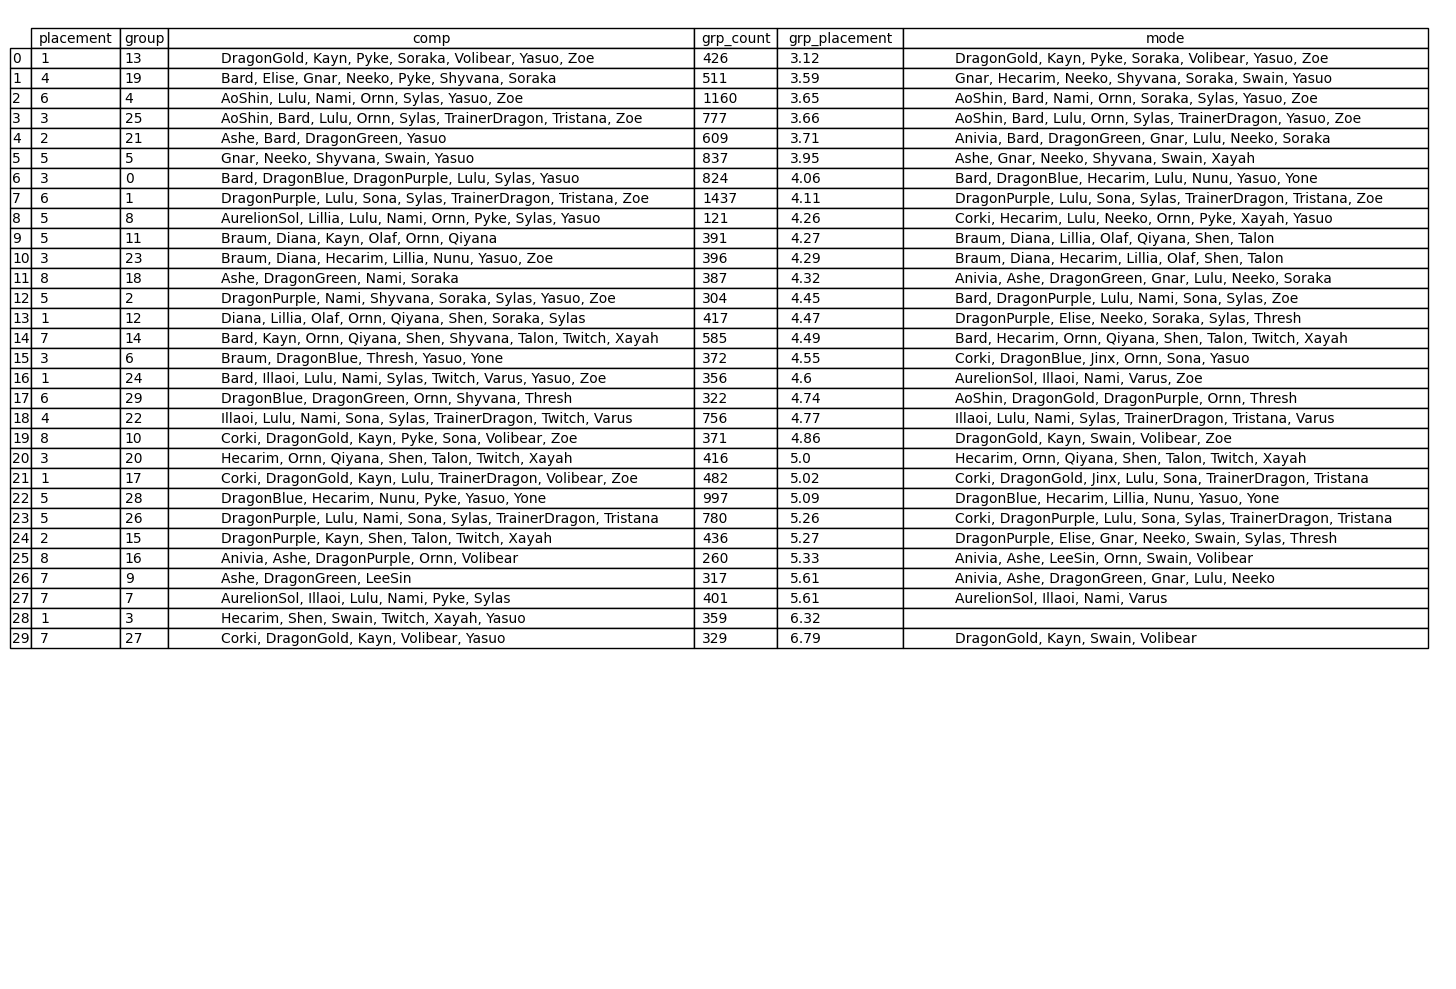 placement group comp grp_count grp_placement mode
0 1 13 DragonGold, Kayn, Pyke, Soraka, Volibear, Yasuo, Zoe 426 3.12 DragonGold, Kayn, Pyke, Soraka, Volibear, Yasuo, Zoe
1 4 19 Bard, Elise, Gnar, Neeko, Pyke, Shyvana, Soraka 511 3.59 Gnar, Hecarim, Neeko, Shyvana, Soraka, Swain, Yasuo
2 6 4 AoShin, Lulu, Nami, Ornn, Sylas, Yasuo, Zoe 1160 3.65 AoShin, Bard, Nami, Ornn, Soraka, Sylas, Yasuo, Zoe
3 3 25 AoShin, Bard, Lulu, Ornn, Sylas, TrainerDragon, Tristana, Zoe 777 3.66 AoShin, Bard, Lulu, Ornn, Sylas, TrainerDragon, Yasuo, Zoe
4 2 21 Ashe, Bard, DragonGreen, Yasuo 609 3.71 Anivia, Bard, DragonGreen, Gnar, Lulu, Neeko, Soraka
5 5 5 Gnar, Neeko, Shyvana, Swain, Yasuo 837 3.95 Ashe, Gnar, Neeko, Shyvana, Swain, Xayah
6 3 0 Bard, DragonBlue, DragonPurple, Lulu, Sylas, Yasuo 824 4.06 Bard, DragonBlue, Hecarim, Lulu, Nunu, Yasuo, Yone
7 6 1 DragonPurple, Lulu, Sona, Sylas, TrainerDragon, Tristana, Zoe 1437 4.11 DragonPurple, Lulu, Sona, Sylas, TrainerDragon, Tristana, Zoe
8 5 8 AurelionSol, Lillia, Lulu, Nami, Ornn, Pyke, Sylas, Yasuo 121 4.26 Corki, Hecarim, Lulu, Neeko, Ornn, Pyke, Xayah, Yasuo
9 5 11 Braum, Diana, Kayn, Olaf, Ornn, Qiyana 391 4.27 Braum, Diana, Lillia, Olaf, Qiyana, Shen, Talon
10 3 23 Braum, Diana, Hecarim, Lillia, Nunu, Yasuo, Zoe 396 4.29 Braum, Diana, Hecarim, Lillia, Olaf, Shen, Talon
11 8 18 Ashe, DragonGreen, Nami, Soraka 387 4.32 Anivia, Ashe, DragonGreen, Gnar, Lulu, Neeko, Soraka
12 5 2 DragonPurple, Nami, Shyvana, Soraka, Sylas, Yasuo, Zoe 304 4.45 Bard, DragonPurple, Lulu, Nami, Sona, Sylas, Zoe
13 1 12 Diana, Lillia, Olaf, Ornn, Qiyana, Shen, Soraka, Sylas 417 4.47 DragonPurple, Elise, Neeko, Soraka, Sylas, Thresh
14 7 14 Bard, Kayn, Ornn, Qiyana, Shen, Shyvana, Talon, Twitch, Xayah 585 4.49 Bard, Hecarim, Ornn, Qiyana, Shen, Talon, Twitch, Xayah
15 3 6 Braum, DragonBlue, Thresh, Yasuo, Yone 372 4.55 Corki, DragonBlue, Jinx, Ornn, Sona, Yasuo
16 1 24 Bard, Illaoi, Lulu, Nami, Sylas, Twitch, Varus, Yasuo, Zoe 356 4.6 AurelionSol, Illaoi, Nami, Varus, Zoe
17 6 29 DragonBlue, DragonGreen, Ornn, Shyvana, Thresh 322 4.74 AoShin, DragonGold, DragonPurple, Ornn, Thresh
18 4 22 Illaoi, Lulu, Nami, Sona, Sylas, TrainerDragon, Twitch, Varus 756 4.77 Illaoi, Lulu, Nami, Sylas, TrainerDragon, Tristana, Varus
19 8 10 Corki, DragonGold, Kayn, Pyke, Sona, Volibear, Zoe 371 4.86 DragonGold, Kayn, Swain, Volibear, Zoe
20 3 20 Hecarim, Ornn, Qiyana, Shen, Talon, Twitch, Xayah 416 5.0 Hecarim, Ornn, Qiyana, Shen, Talon, Twitch, Xayah
21 1 17 Corki, DragonGold, Kayn, Lulu, TrainerDragon, Volibear, Zoe 482 5.02 Corki, DragonGold, Jinx, Lulu, Sona, TrainerDragon, Tristana
22 5 28 DragonBlue, Hecarim, Nunu, Pyke, Yasuo, Yone 997 5.09 DragonBlue, Hecarim, Lillia, Nunu, Yasuo, Yone
23 5 26 DragonPurple, Lulu, Nami, Sona, Sylas, TrainerDragon, Tristana 780 5.26 Corki, DragonPurple, Lulu, Sona, Sylas, TrainerDragon, Tristana
24 2 15 DragonPurple, Kayn, Shen, Talon, Twitch, Xayah 436 5.27 DragonPurple, Elise, Gnar, Neeko, Swain, Sylas, Thresh
25 8 16 Anivia, Ashe, DragonPurple, Ornn, Volibear 260 5.33 Anivia, Ashe, LeeSin, Ornn, Swain, Volibear
26 7 9 Ashe, DragonGreen, LeeSin 317 5.61 Anivia, Ashe, DragonGreen, Gnar, Lulu, Neeko
27 7 7 AurelionSol, Illaoi, Lulu, Nami, Pyke, Sylas 401 5.61 AurelionSol, Illaoi, Nami, Varus
28 1 3 Hecarim, Shen, Swain, Twitch, Xayah, Yasuo 359 6.32
29 7 27 Corki, DragonGold, Kayn, Volibear, Yasuo 329 6.79 DragonGold, Kayn, Swain, Volibear